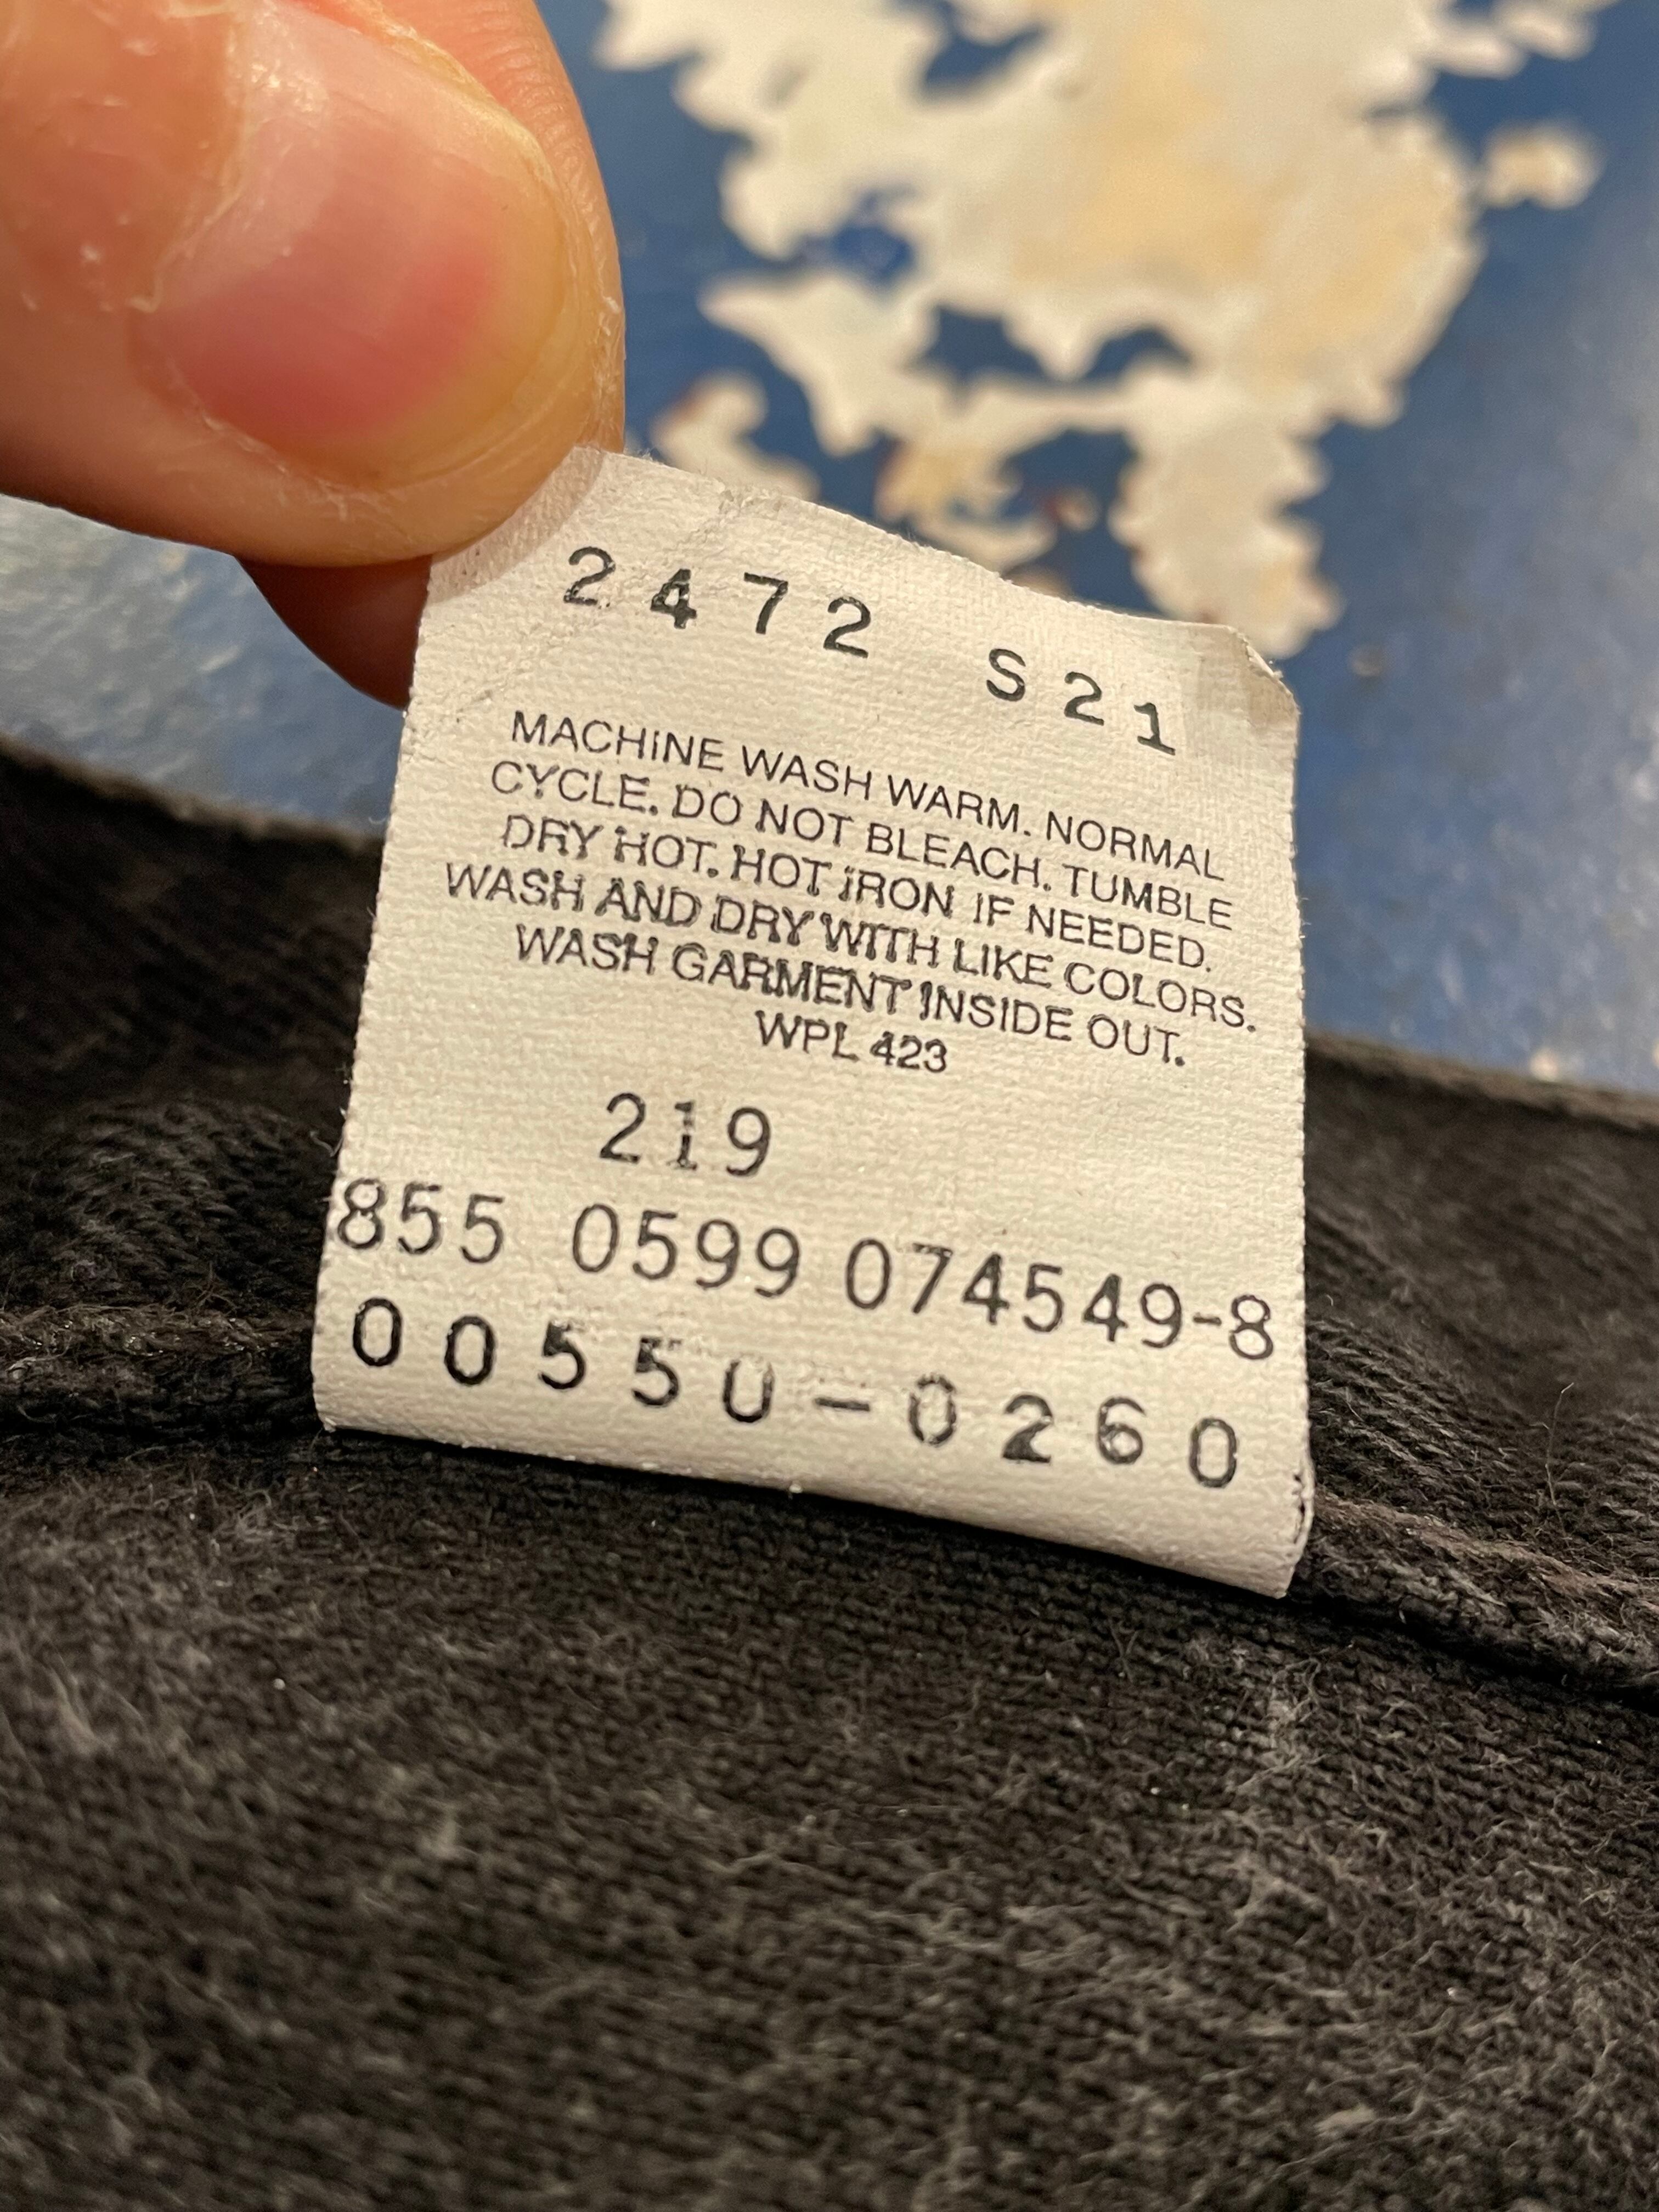 2472 S21
MACHINE WASH WARM. NORMAL
CYCLE. DO NOT BLEACH. TUMBLE
DRY HOT. HOT IRON IF NEEDED.
WASH AND DRY WITH LIKE COLORS.
WASH GARMENT INSIDE OUT.
WPL 423
219
855 0599 074549-8
00550-0260